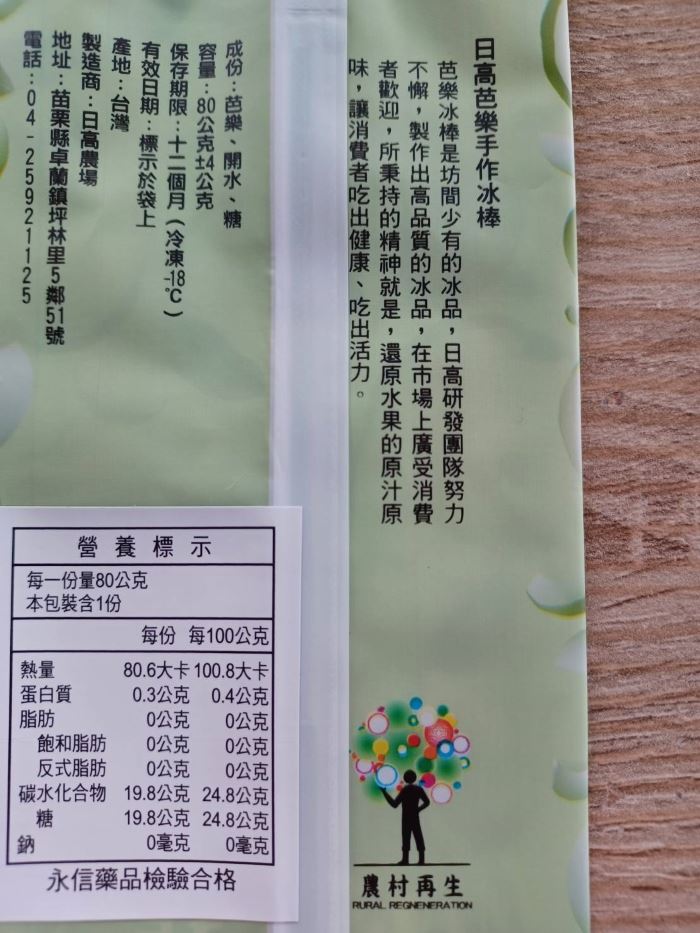 日高芭樂手作冰棒
芭樂冰棒是坊間少有的冰品，日高研發團隊努力
不懈，製作出高品質的冰品，在市場上廣受消費
者歡迎，所秉持的精神就是，還原水果的原汁原
味，讓消費者吃出健康、吃出活力。
成份：芭樂、開水、糖
容量：80公克±4公克
保存期限：十二個月(冷凍-18℃)
有效日期：標示於袋上
產地：台灣
製造商：日高農場
地址：苗栗縣卓蘭鎮坪林里5鄰51號
電話：04-25921125
營養標示
每一份量80公克
本包裝含1份
每份 每100公克
熱量 80.6大卡 100.8大卡
蛋白質 0.3公克 0.4公克
脂肪 0公克 0公克
飽和脂肪 0公克 0公克
反式脂肪 0公克 0公克
碳水化合物 19.8公克 24.8公克
糖 19.8公克 24.8公克
鈉 0毫克 0毫克
永信藥品檢驗合格
農村再生
RURAL REGNENERATION